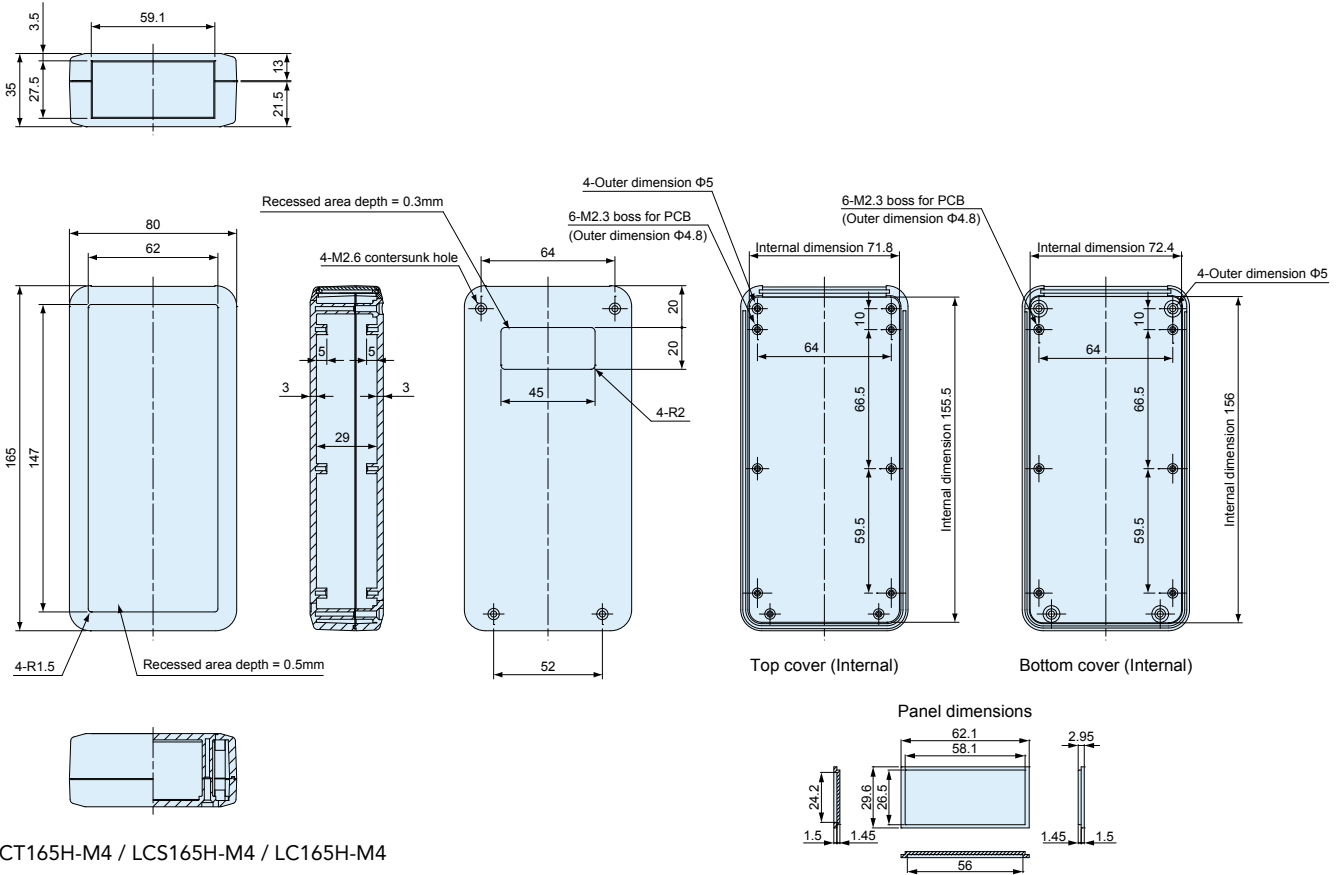 59.1
3.5
35
27.5
13
21.5
4-Outer dimension Φ5
Recessed area depth = 0.3mm
6-M2.3 boss for PCB
(Outer dimension Φ4.8)
6-M2.3 boss for PCB
(Outer dimension Φ4.8)
80
62
4-M2.6 contersunk hole
64
Internal dimension 71.8
Internal dimension 72.4
4-Outer dimension Φ5
165
147
5
5
3
3
29
20
20
45
4-R2
10
64
66.5
59.5
Internal dimension 155.5
10
64
66.5
59.5
Internal dimension 156
4-R1.5
Recessed area depth = 0.5mm
52
Top cover (Internal)
Bottom cover (Internal)
Panel dimensions
62.1
58.1
2.95
24.2
29.6
26.5
1.5
1.45
1.45
1.5
56
CT165H-M4 / LCS165H-M4 / LC165H-M4